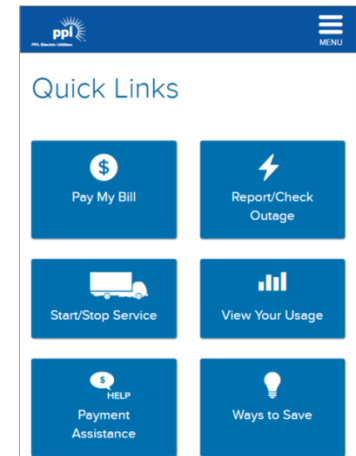 ppl
PPL Electric Utilities
MENU
Quick Links
$
Pay My Bill
Report/Check
Outage
Start/Stop Service
View Your Usage
$
HELP
Payment
Assistance
Ways to Save